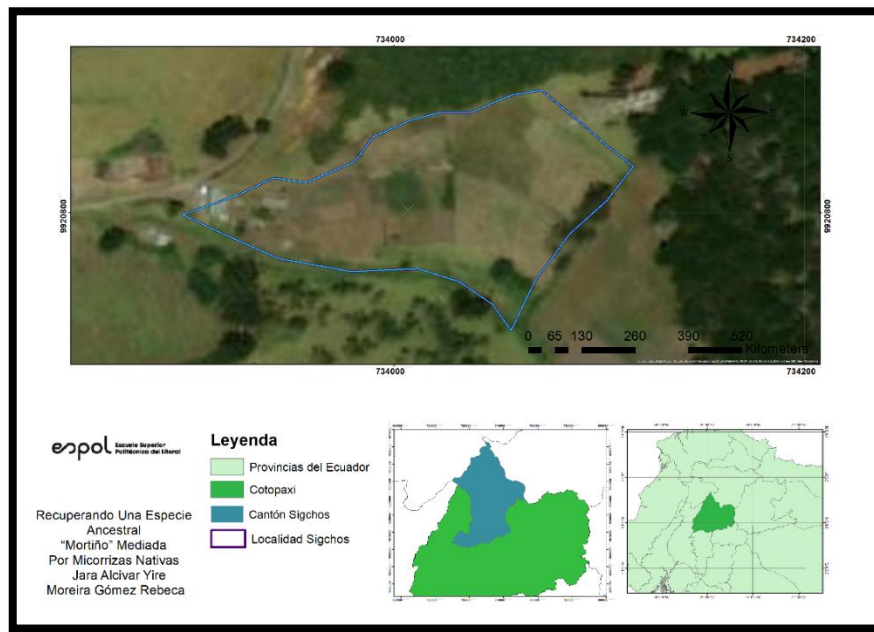 734000 734200
9920800 9920800
N
W E
S
0 65 130 260 390 520
Kilometers
734000 734200
espol Escuela Superior
Politécnica del Litoral
Recuperando Una Especie
Ancestral
“Mortiño” Mediada
Por Micorrizas Nativas
Jara Alcivar Yire
Moreira Gómez Rebeca
Leyenda
Provincias del Ecuador
Cotopaxi
Cantón Sigchos
Localidad Sigchos